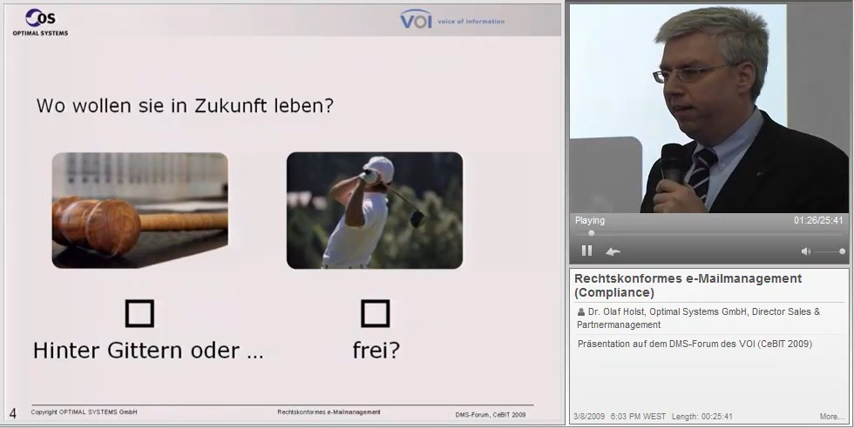 OS
OPTIMAL SYSTEMS
VOI voice of information
Wo wollen sie in Zukunft leben?
Hinter Gittern oder ...
frei?
4
Copyright OPTIMAL SYSTEMS GmbH
Rechtskonformes e-Mailmanagement
DMS-Forum, CeBIT 2009
Playing
01:26/25:41
Rechtskonformes e-Mailmanagement
(Compliance)
Dr. Olaf Holst, Optimal Systems GmbH, Director Sales &
Partnermanagement
Präsentation auf dem DMS-Forum des VOI (CeBIT 2009)
3/8/2009 6:03 PM WEST Length: 00:25:41
More...